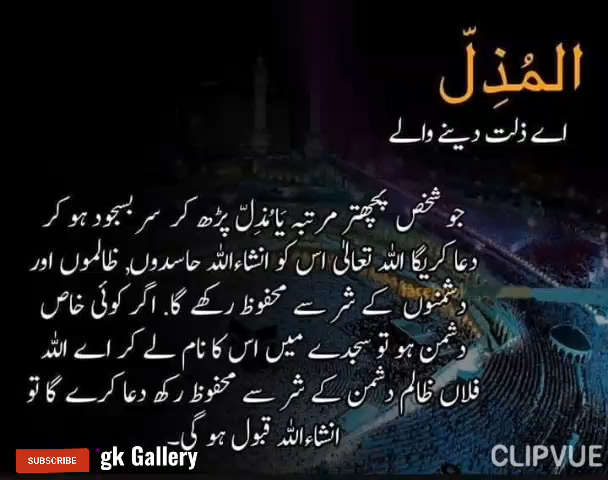 المُذِلّ
اے ذلت دینے والے
جو شخص پچھتر مرتبہ یَامُذِلّ پڑھ کر سر بسجود ہو کر
دعا کریگا اللہ تعالیٰ اس کو انشاءاللہ حاسدوں, ظالموں اور
دشمنوں کے شر سے محفوظ رکھے گا. اگر کوئی خاص
دشمن ہو تو سجدے میں اس کا نام لے کر اے اللہ
فلاں ظالم دشمن کے شر سے محفوظ رکھ دعا کرے گا تو
انشاءاللہ قبول ہو گی۔
SUBSCRIBE gk Gallery
CLIPVUE